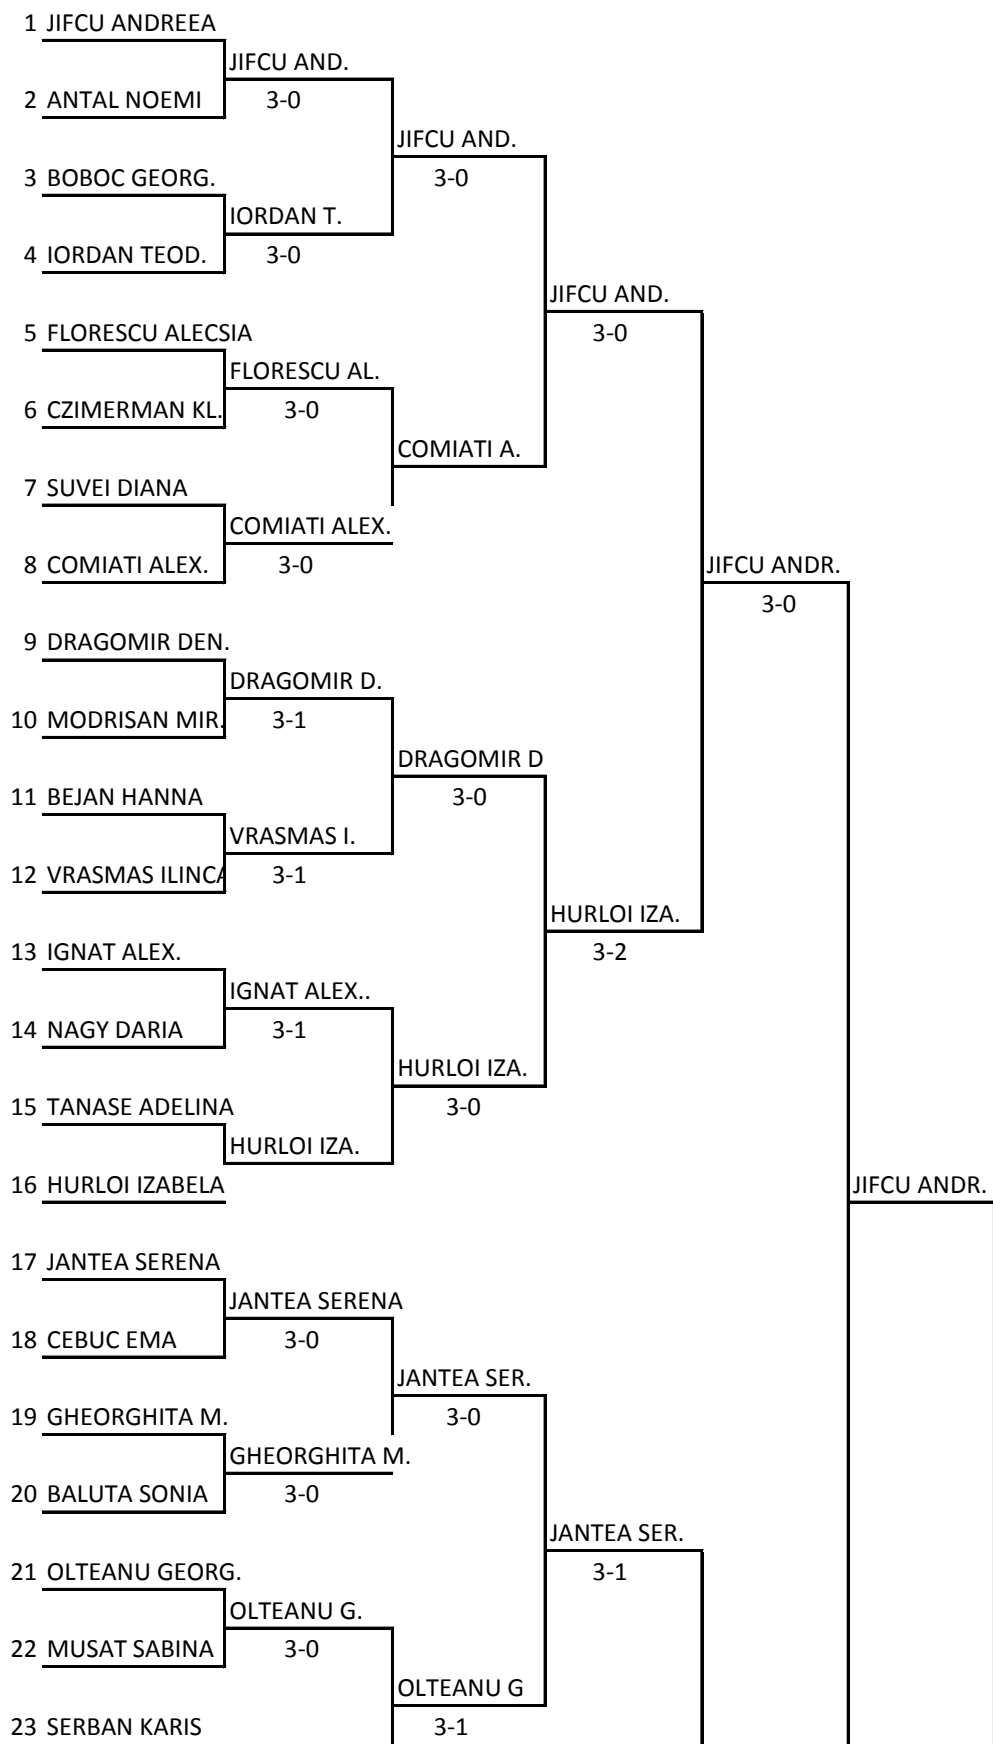 1 JIFCU ANDREEA
JIFCU AND.
2 ANTAL NOEMI 3-0
JIFCU AND.
3 BOBOC GEORG. 3-0
IORDAN T.
4 IORDAN TEOD. 3-0
JIFCU AND.
5 FLORESCU ALECSIA 3-0
FLORESCU AL.
6 CZIMERMAN KL. 3-0
COMIATI A.
7 SUVEI DIANA
COMIATI ALEX.
8 COMIATI ALEX. 3-0 JIFCU ANDR.
3-0
9 DRAGOMIR DEN.
DRAGOMIR D.
10 MODRISAN MIR. 3-1
DRAGOMIR D
11 BEJAN HANNA 3-0
VRASMAS I.
12 VRASMAS ILINCA 3-1
HURLOI IZA.
13 IGNAT ALEX. 3-2
IGNAT ALEX..
14 NAGY DARIA 3-1
HURLOI IZA.
15 TANASE ADELINA 3-0
HURLOI IZA.
16 HURLOI IZABELA JIFCU ANDR.
17 JANTEA SERENA
JANTEA SERENA
18 CEBUC EMA 3-0
JANTEA SER.
19 GHEORGHITA M. 3-0
GHEORGHITA M.
20 BALUTA SONIA 3-0
JANTEA SER.
21 OLTEANU GEORG. 3-1
OLTEANU G.
22 MUSAT SABINA 3-0
OLTEANU G
23 SERBAN KARIS 3-1